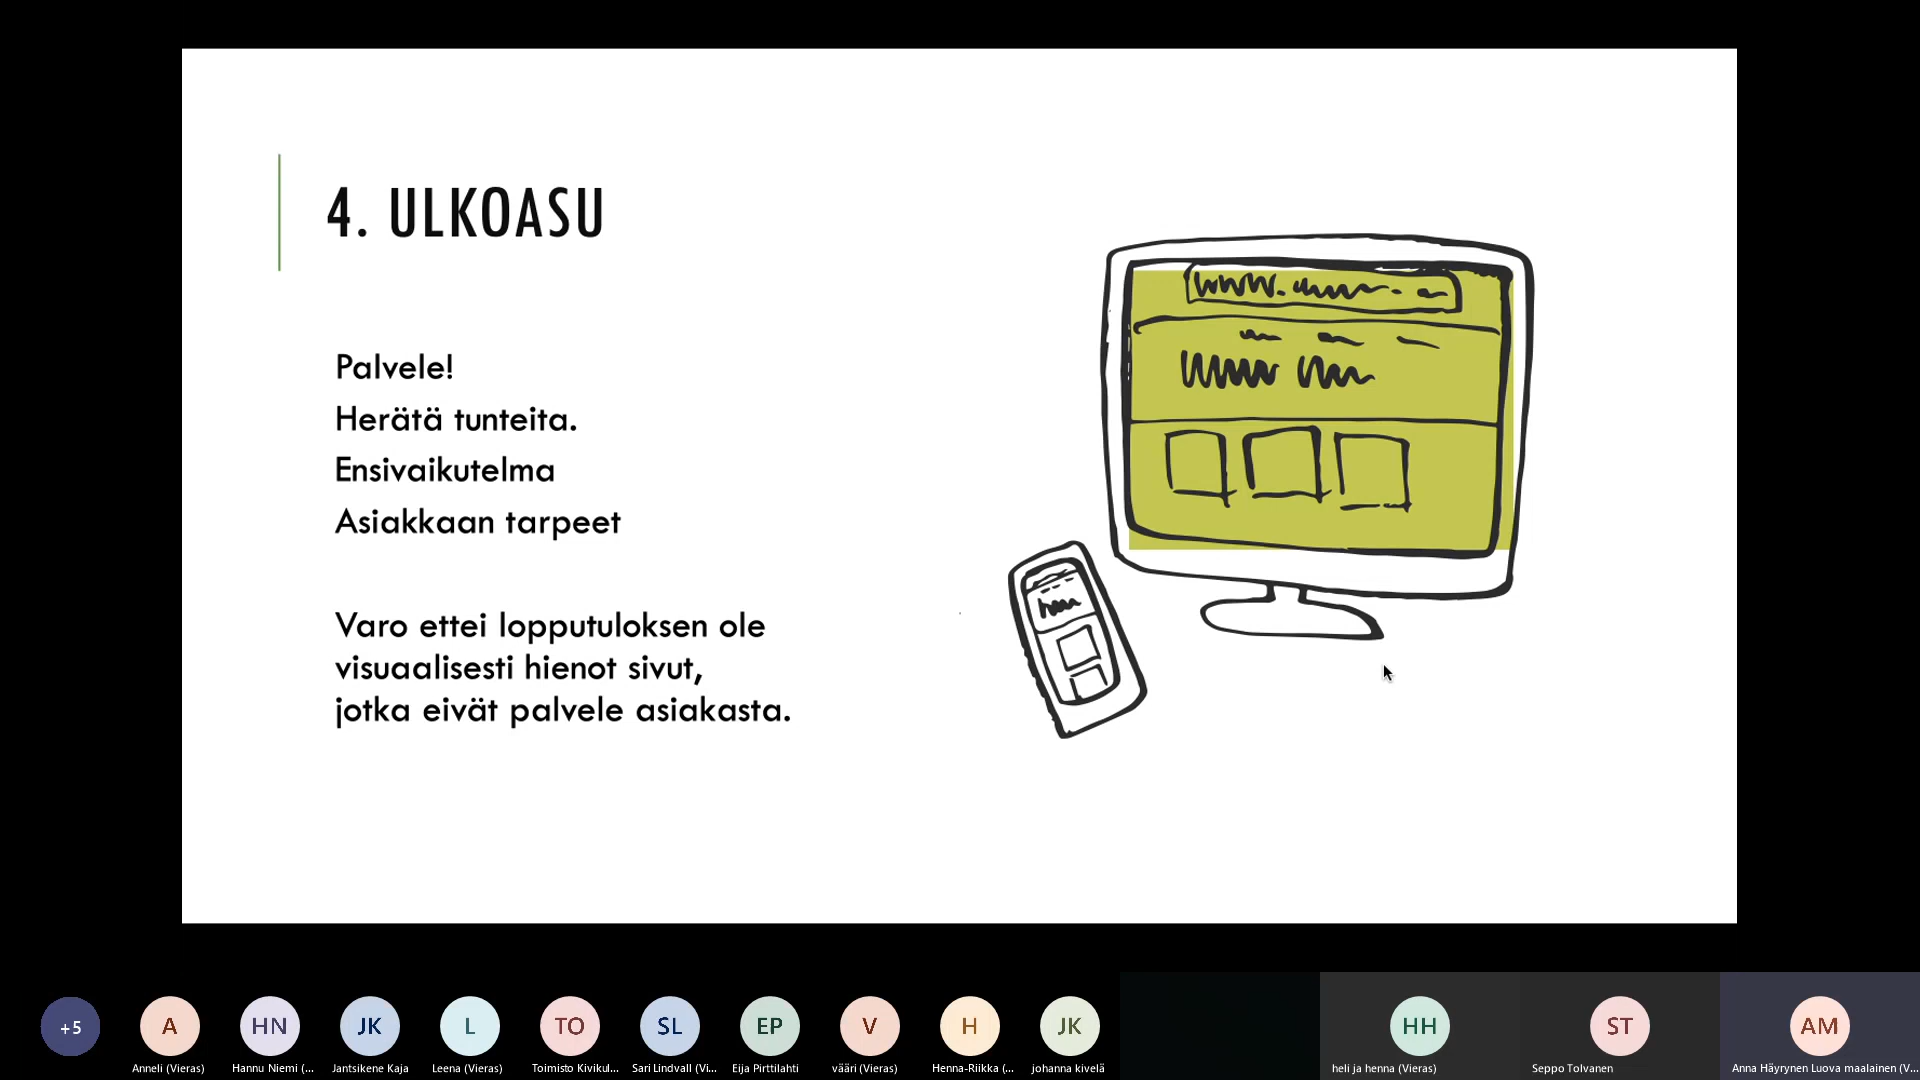 4. ULKOASU
Palvele!
Herätä tunteita.
Ensivaikutelma
Asiakkaan tarpeet
Varo ettei lopputuloksen ole
visuaalisesti hienot sivut,
jotka eivät palvele asiakasta.
www.
+5
A
HN
JK
L
TO
SL
EP
V
H
JK
HH
ST
AM
Anneli (Vieras)
Hannu Niemi (...
Jantsikene Kaja
Leena (Vieras)
Toimisto Kivikul...
Sari Lindvall (Vi...
Eija Pirttilahti
vääri (Vieras)
Henna-Riikka (...
johanna kivelä
heli ja henna (Vieras)
Seppo Tolvanen
Anna Häyrynen Luova maalainen (V...